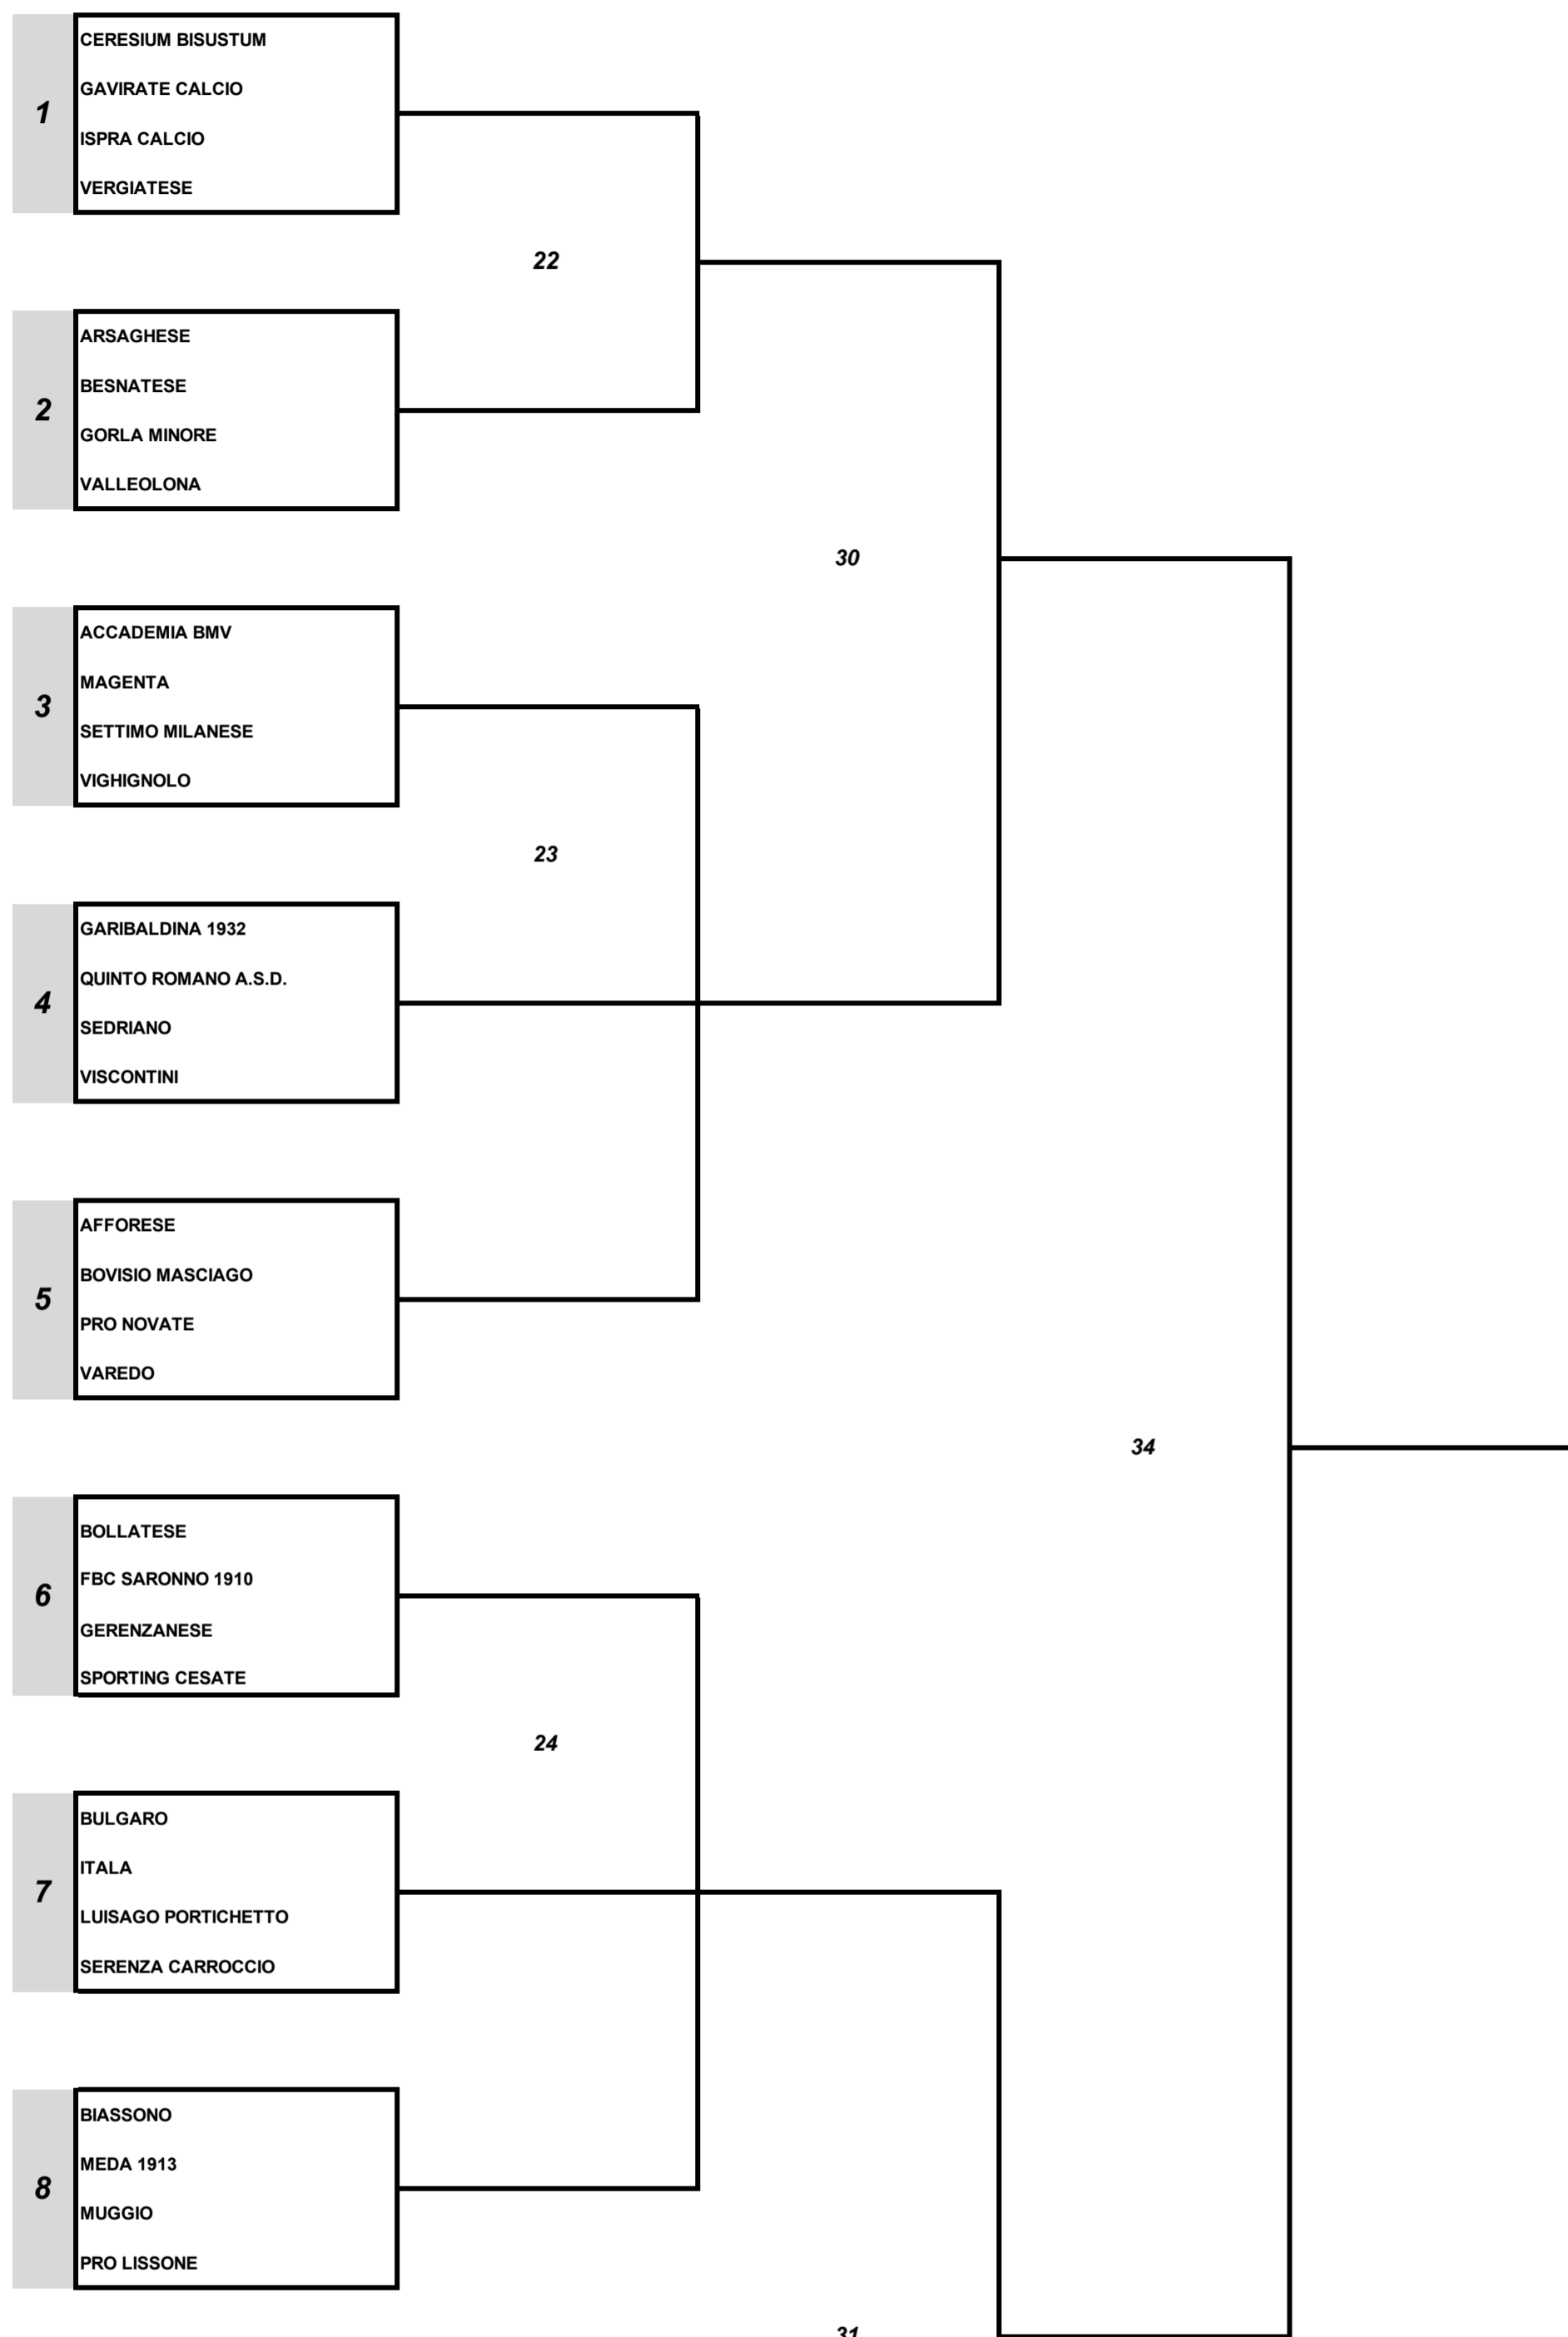 1
CERESIUM BISUSTUM
GAVIRATE CALCIO
ISPRA CALCIO
VERGIATESE
22
2
ARSAGHESE
BESNATESE
GORLA MINORE
VALLEOLONA
30
3
ACCADEMIA BMV
MAGENTA
SETTIMO MILANESE
VIGHIGNOLO
23
4
GARIBALDINA 1932
QUINTO ROMANO A.S.D.
SEDRIANO
VISCONTINI
5
AFFORESE
BOVISIO MASCIAGO
PRO NOVATE
VAREDO
34
6
BOLLATESE
FBC SARONNO 1910
GERENZANESE
SPORTING CESATE
24
7
BULGARO
ITALA
LUISAGO PORTICHETTO
SERENZA CARROCCIO
8
BIASSONO
MEDA 1913
MUGGIO
PRO LISSONE
31